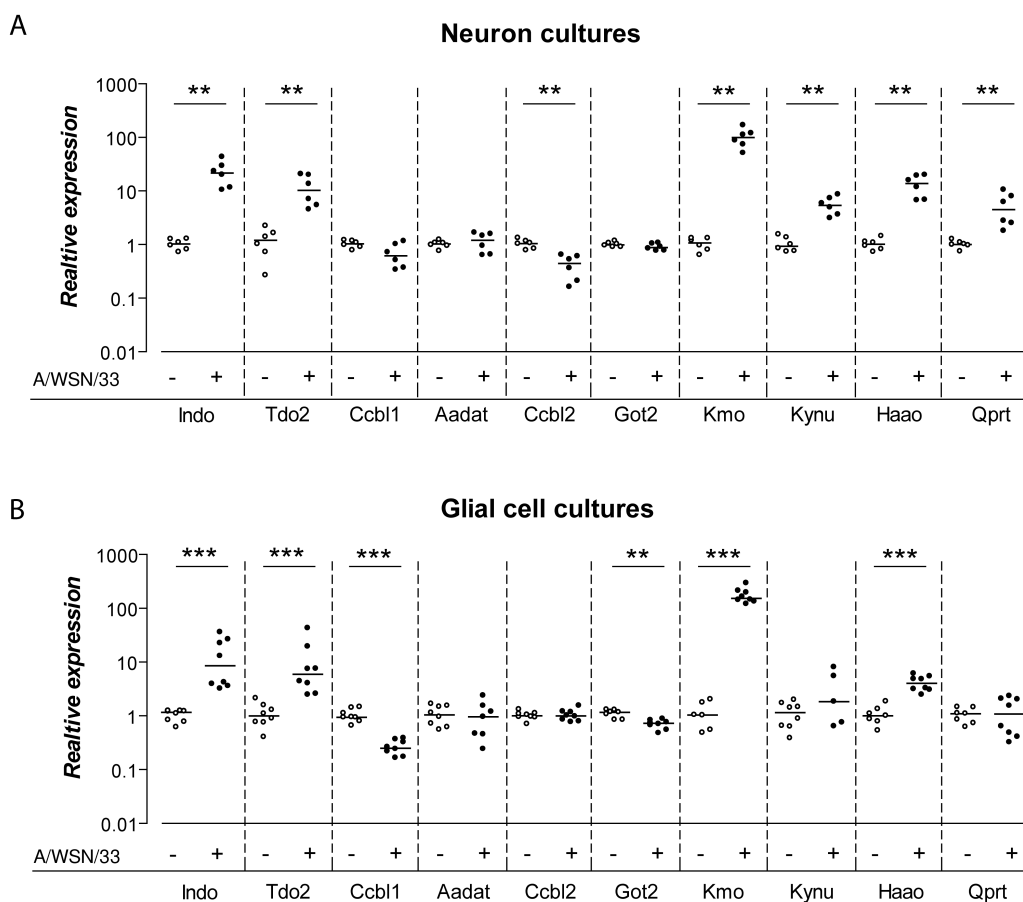 A
Neuron cultures
** ** ** ** ** ** **
1000
100
10
1
0.1
0.01
Realtive expression
A/WSN/33 - + - + - + - + - + - + - + - + - + - +
Indo Tdo2 Ccbl1 Aadat Ccbl2 Got2 Kmo Kynu Haao Qprt
B
Glial cell cultures
*** *** *** ** *** ***
1000
100
10
1
0.1
0.01
Realtive expression
A/WSN/33 - + - + - + - + - + - + - + - + - + - +
Indo Tdo2 Ccbl1 Aadat Ccbl2 Got2 Kmo Kynu Haao Qprt